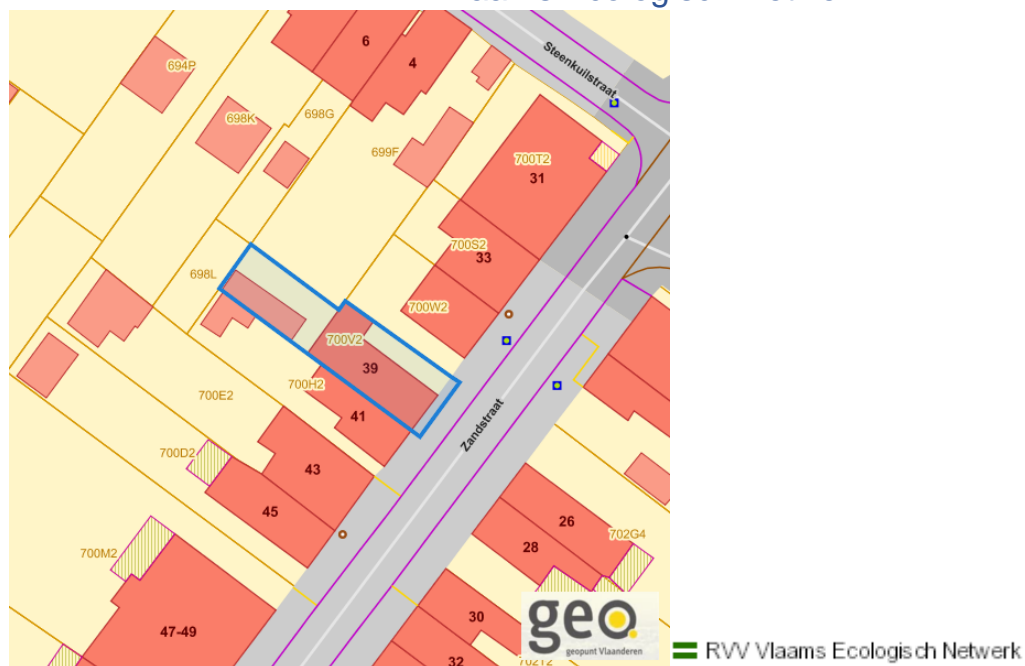 6
4
Steenkuilstraat
694P
698K
698G
699F
700T2
31
700S2
33
698L
700W2
700V2
39
700H2
41
700E2
Zandstraat
43
700D2
45
26
702G4
28
700M2
30
47-49
32
geo.
geopunt Vlaanderen
RVV Vlaams Ecologisch Netwerk